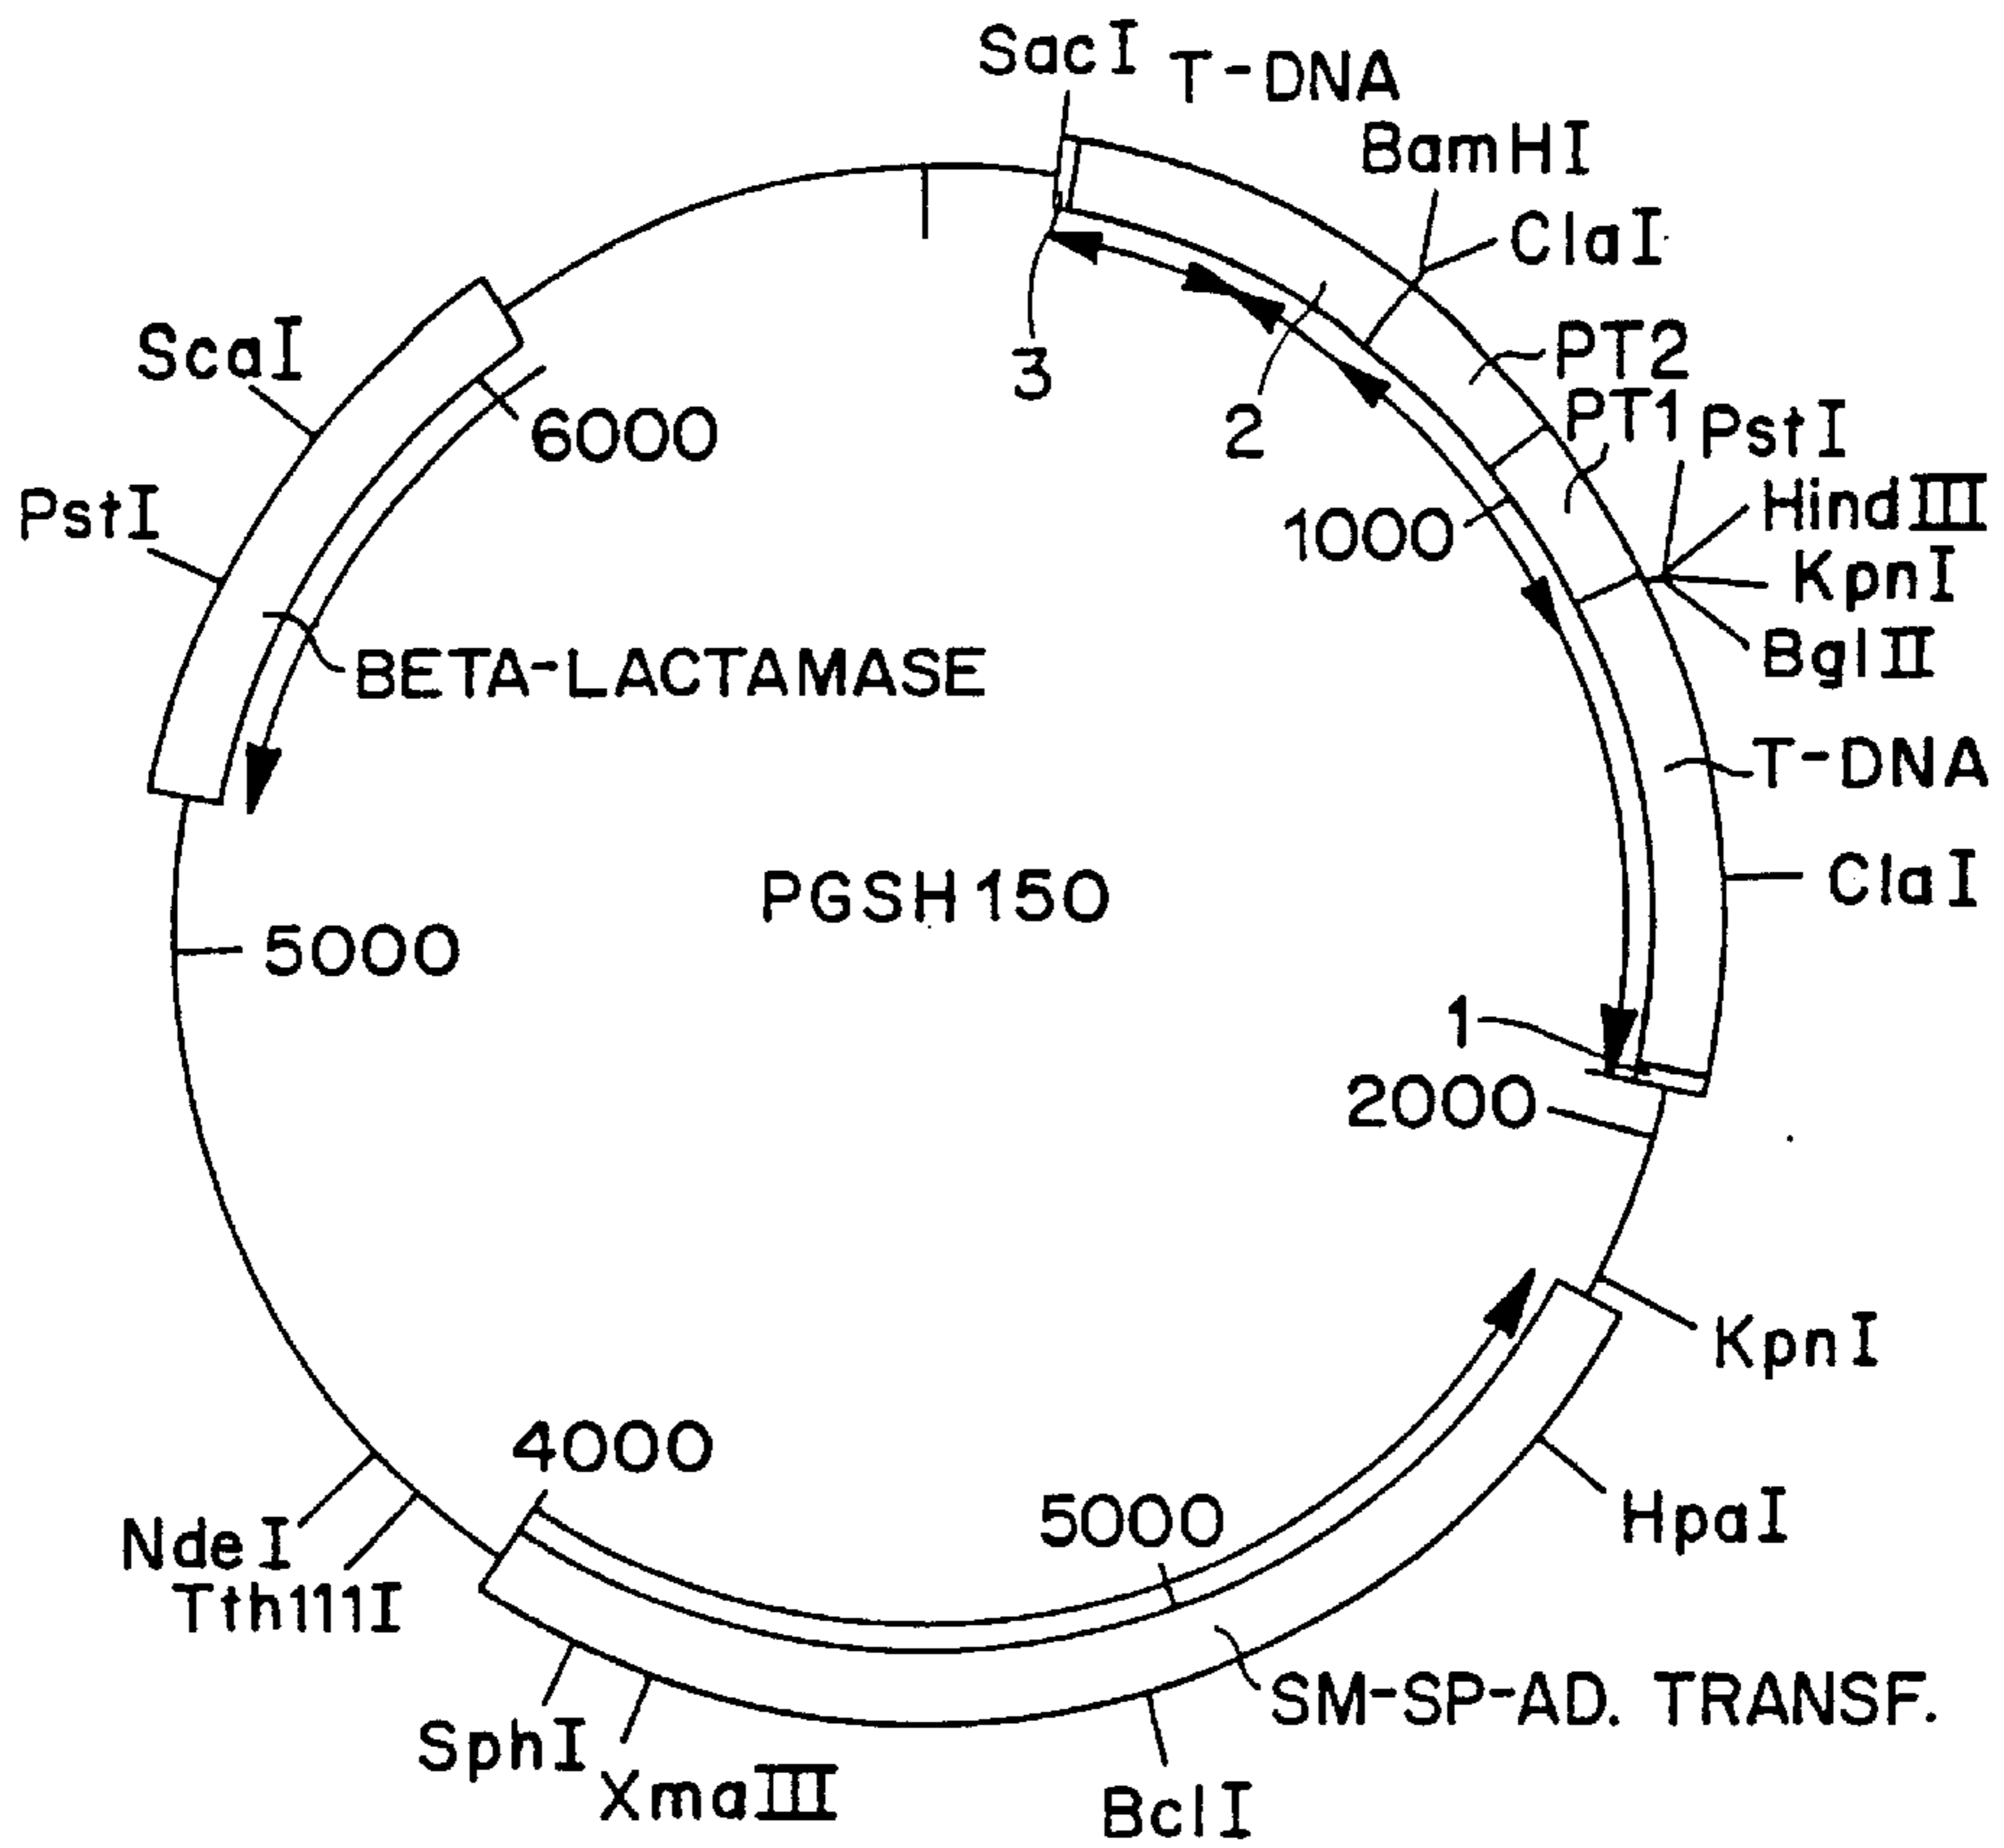 SacI
T-DNA
BamHI
ClaI
PT2
PT1
PstI
HindIII
KpnI
BglII
T-DNA
ClaI
3
2
1000
1
2000
KpnI
HpaI
SM-SP-AD. TRANSF.
5000
BclI
XmaIII
SphI
4000
Tth111I
NdeI
5000
PGSH150
BETA-LACTAMASE
PstI
ScaI
6000